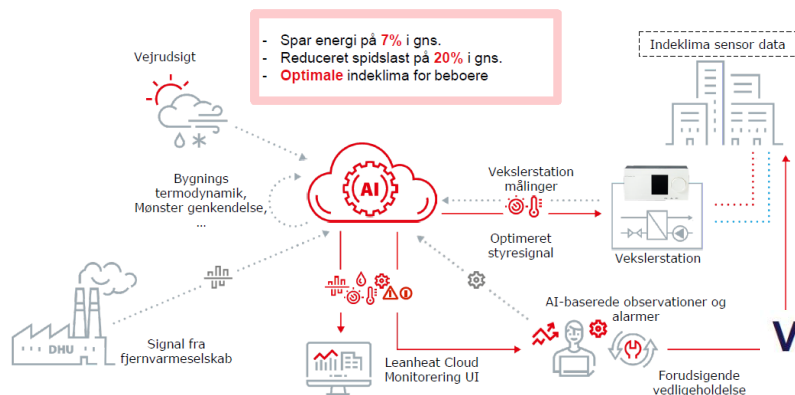 - Spar energi på 7% i gns.
- Reduceret spidslast på 20% i gns.
- Optimale indeklima for beboere
Indeklima sensor data
Vejrudsigt
Bygnings
termodynamik,
Mønster genkendelse,
...
AI
Vekslerstation
målinger
Optimeret
styresignal
Vekslerstation
DHU
Signal fra
fjernvarmeselskab
Leanheat Cloud
Monitorering UI
AI-baserede observationer og
alarmer
Forudsigende
vedligeholdelse
V